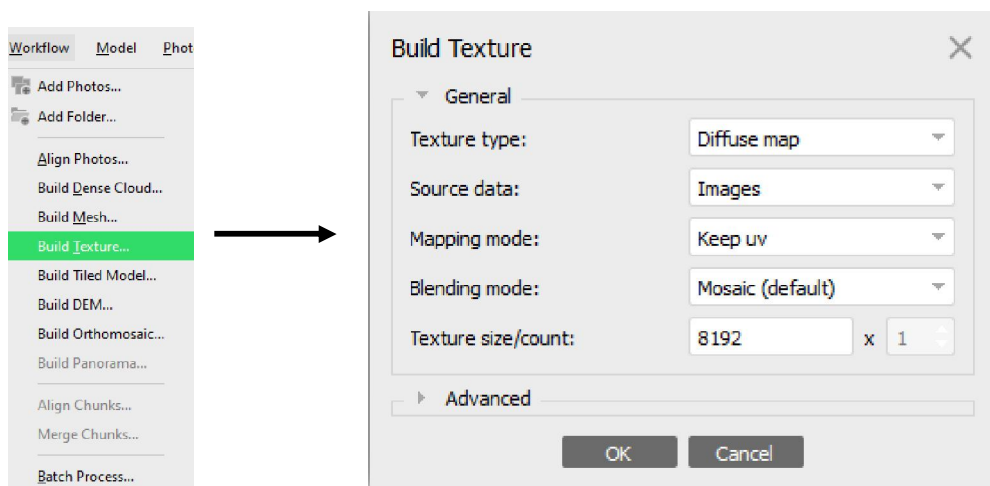 Workflow Model Phot
Add Photos...
Add Folder...
Align Photos...
Build Dense Cloud...
Build Mesh...
Build Texture...
Build Tiled Model...
Build DEM...
Build Orthomosaic...
Build Panorama...
Align Chunks...
Merge Chunks...
Batch Process...
Build Texture
General
Texture type: Diffuse map
Source data: Images
Mapping mode: Keep uv
Blending mode: Mosaic (default)
Texture size/count: 8192 x 1
Advanced
OK Cancel